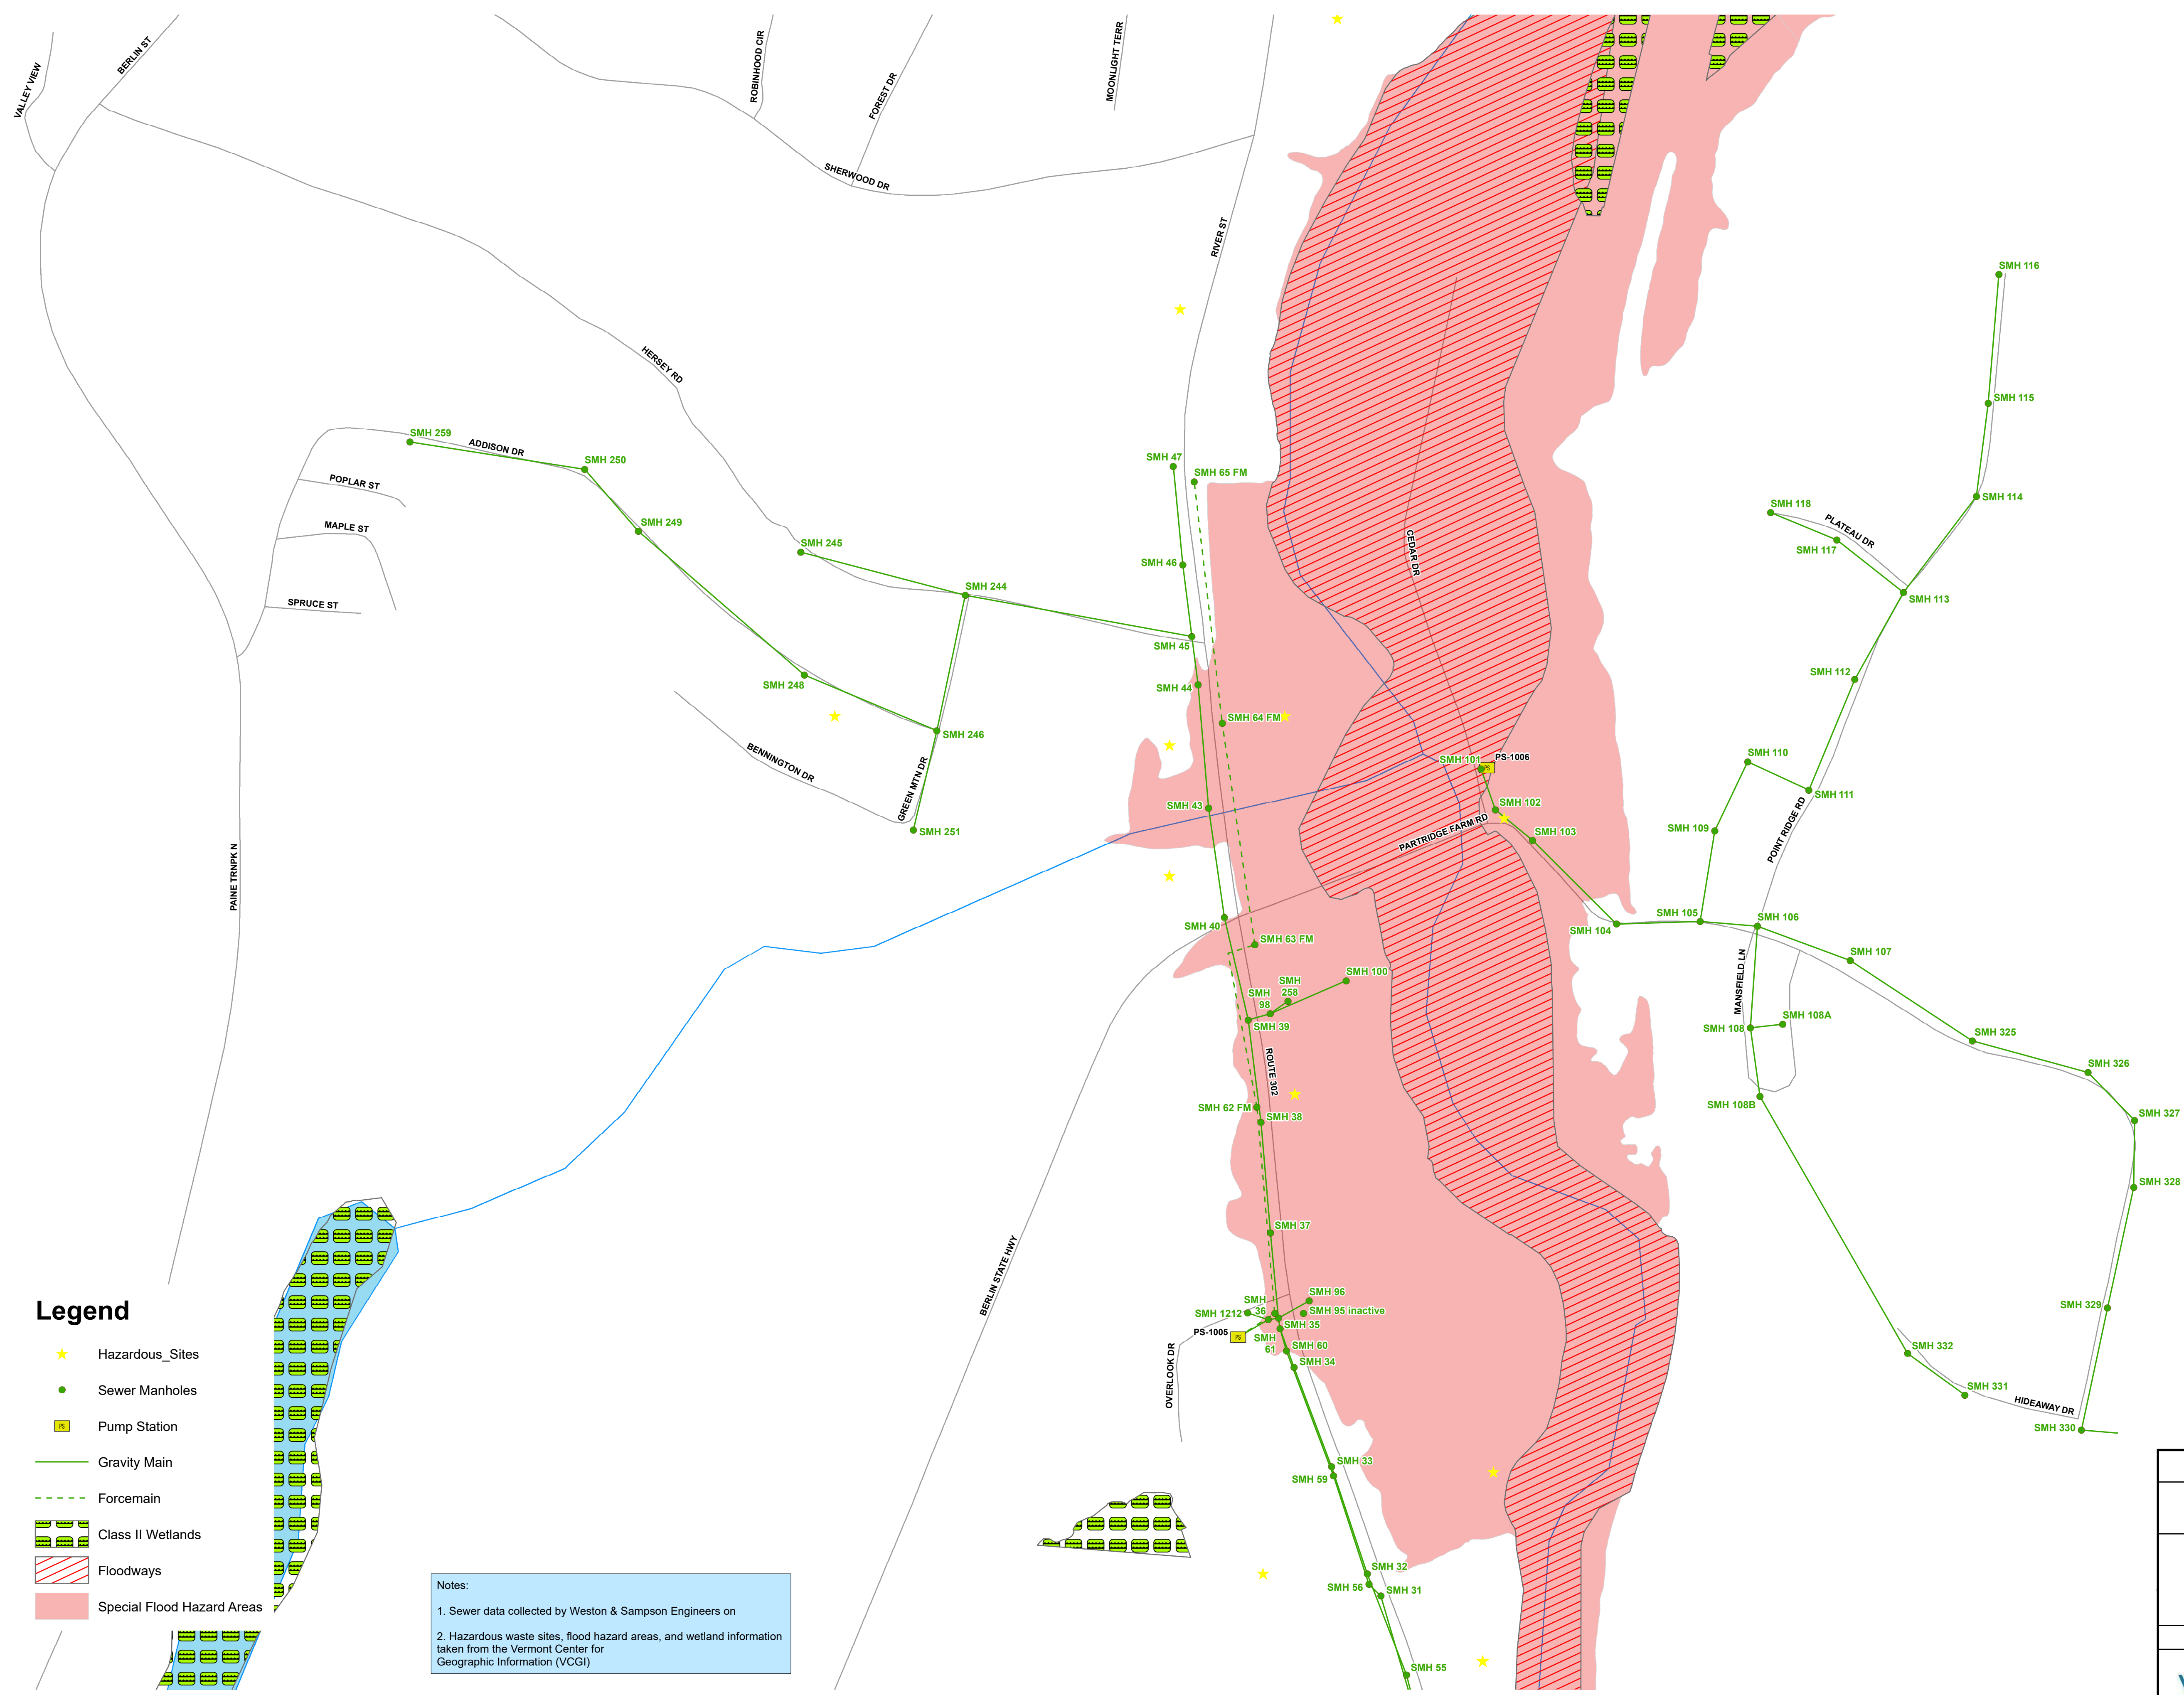 VALLEY VIEW
BERLIN ST
ROBINHOOD CIR
FOREST DR
MOONLIGHT TERR
SHERWOOD DR
RIVER ST
HERSEY RD
SMH 116
SMH 115
SMH 114
SMH 118
PLATEAU DR
SMH 117
SMH 113
SMH 112
SMH 110
SMH 111
SMH 109
POINT RIDGE RD
SMH 259
ADDISON DR
SMH 250
POPLAR ST
MAPLE ST
SPRUCE ST
SMH 249
SMH 245
SMH 244
SMH 248
SMH 246
BENNINGTON DR
GREEN MTN DR
SMH 251
PAINE TRNPK N
SMH 47
SMH 65 FM
SMH 46
SMH 45
SMH 44
SMH 64 FM
SMH 43
CEDAR DR
SMH 101
PS
PS-1006
SMH 102
SMH 103
PARTRIDGE FARM RD
SMH 40
SMH 63 FM
SMH 104
SMH 105
SMH 106
SMH 107
SMH 100
SMH
258
SMH
98
SMH 39
MANSFIELD LN
SMH 108
SMH 108A
SMH 108B
SMH 325
SMH 326
SMH 327
SMH 328
SMH 329
SMH 330
HIDEAWAY DR
SMH 331
SMH 332
ROUTE 302
SMH 62 FM
SMH 38
SMH 37
BERLIN STATE HWY
SMH
36
SMH 96
SMH 95 inactive
SMH 1212
SMH 35
PS-1005
PS
SMH
61
SMH 60
SMH 34
OVERLOOK DR
SMH 33
SMH 59
SMH 32
SMH 56
SMH 31
SMH 55
Legend
Hazardous_Sites
Sewer Manholes
PS
Pump Station
Gravity Main
Forcemain
Class II Wetlands
Floodways
Special Flood Hazard Areas
Notes:
1. Sewer data collected by Weston & Sampson Engineers on
2. Hazardous waste sites, flood hazard areas, and wetland information
taken from the Vermont Center for
Geographic Information (VCGI)